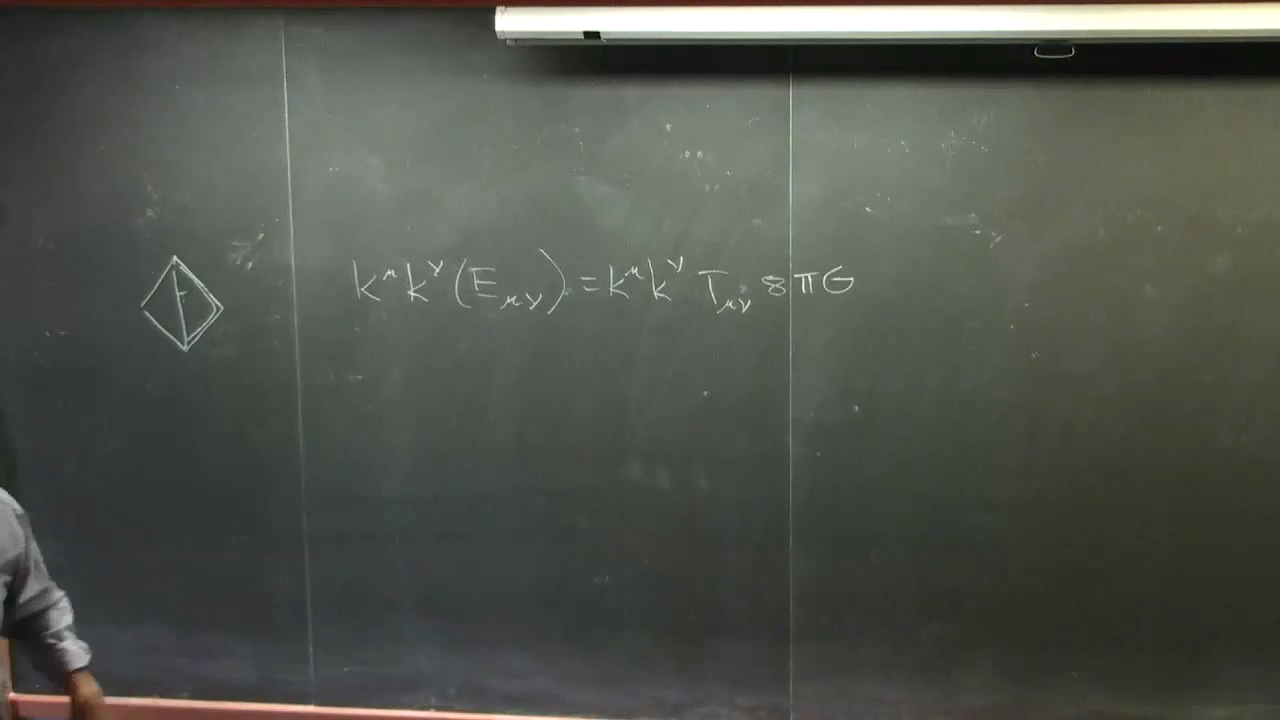 k^μ k^ν (E_μν) = k^μ k^ν T_μν 8πG